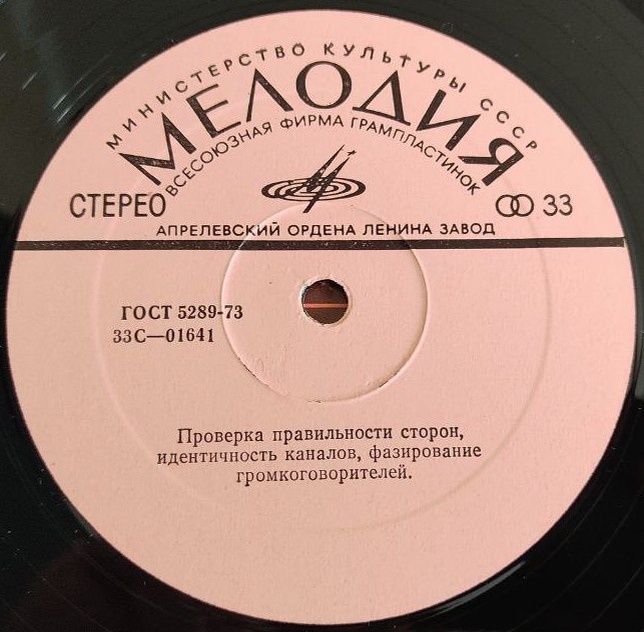 МИНИСТЕРСТВО КУЛЬТУРЫ СССР
МЕЛОДИЯ
ВСЕСОЮЗНАЯ ФИРМА ГРАМПЛАСТИНОК
СТЕРЕО
33
АПРЕЛЕВСКИЙ ОРДЕНА ЛЕНИНА ЗАВОД
ГОСТ 5289-73
33С—01641
Проверка правильности сторон,
идентичность каналов, фазирование
громкоговорителей.